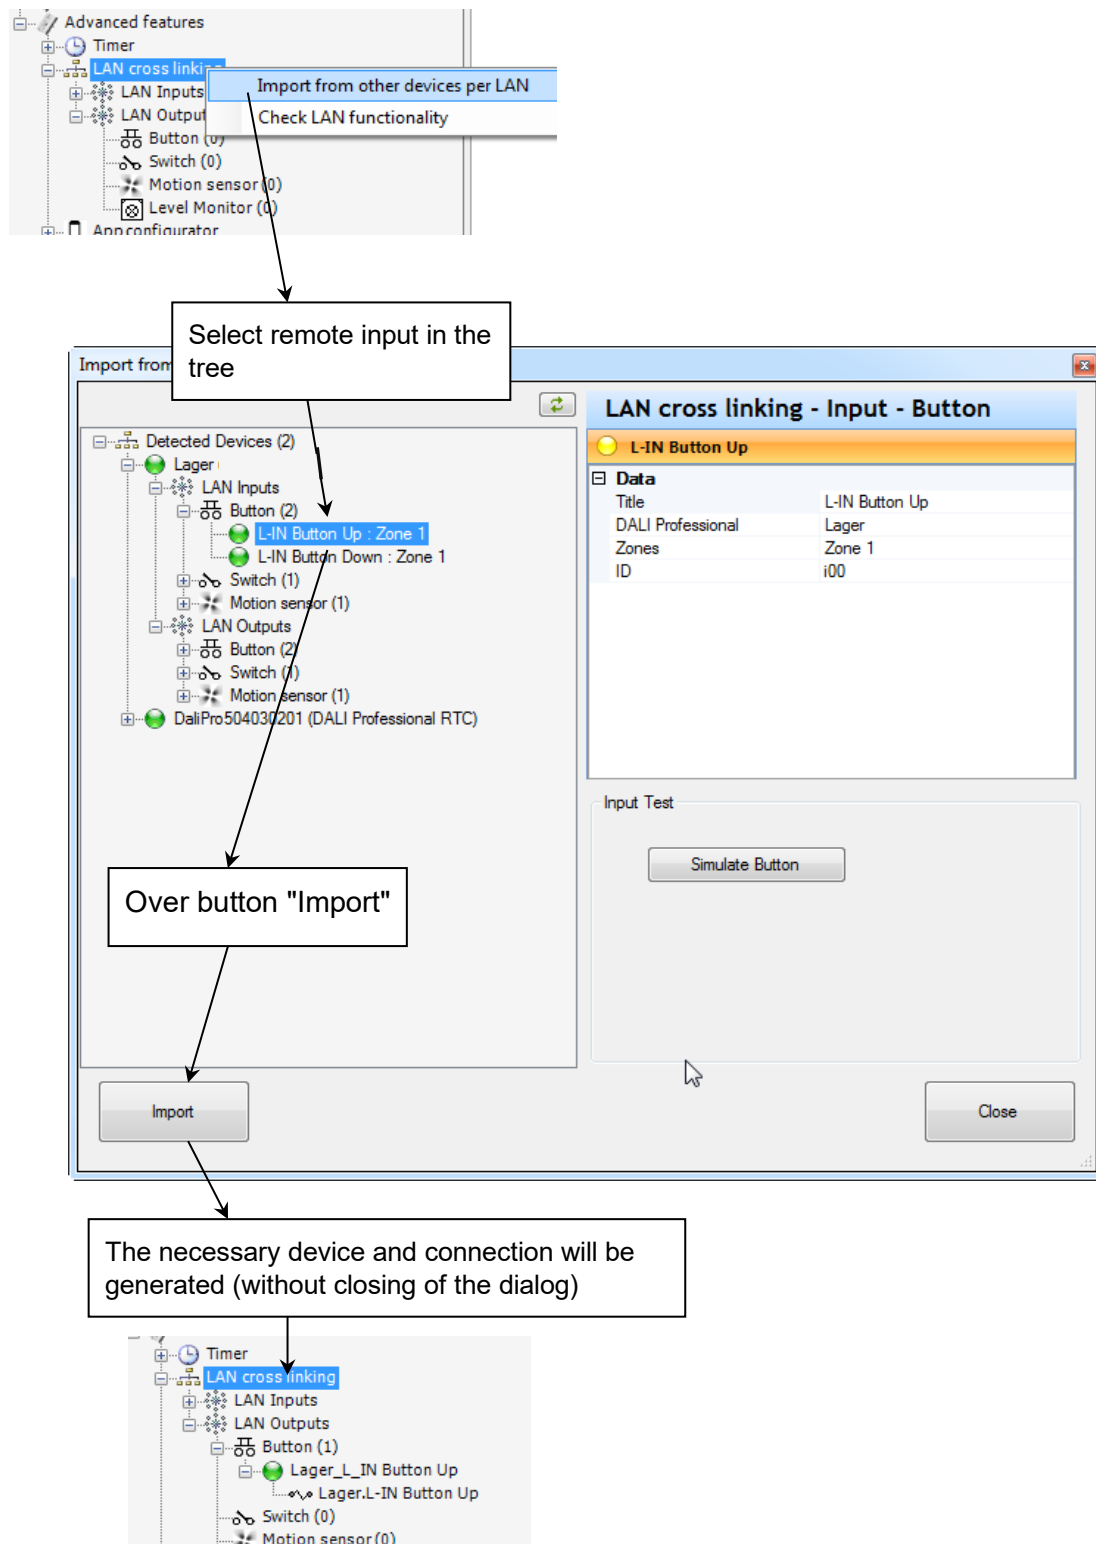 Advanced features
Timer
LAN cross linking
Import from other devices per LAN
LAN Inputs
LAN Output
Check LAN functionality
Button (0)
Switch (0)
Motion sensor (0)
Level Monitor (0)
App configurator
Select remote input in the
tree
Import from
LAN cross linking - Input - Button
Detected Devices (2)
L-IN Button Up
Lager
Data
LAN Inputs
Title L-IN Button Up
Button (2)
DALI Professional Lager
L-IN Button Up : Zone 1
Zones Zone 1
L-IN Button Down : Zone 1
ID i00
Switch (1)
Motion sensor (1)
LAN Outputs
Button (2)
Switch (1)
Motion sensor (1)
DaliPro504030201 (DALI Professional RTC)
Input Test
Simulate Button
Over button "Import"
Import
Close
The necessary device and connection will be
generated (without closing of the dialog)
Timer
LAN cross linking
LAN Inputs
LAN Outputs
Button (1)
Lager_L_IN Button Up
Lager.L-IN Button Up
Switch (0)
Motion sensor (0)